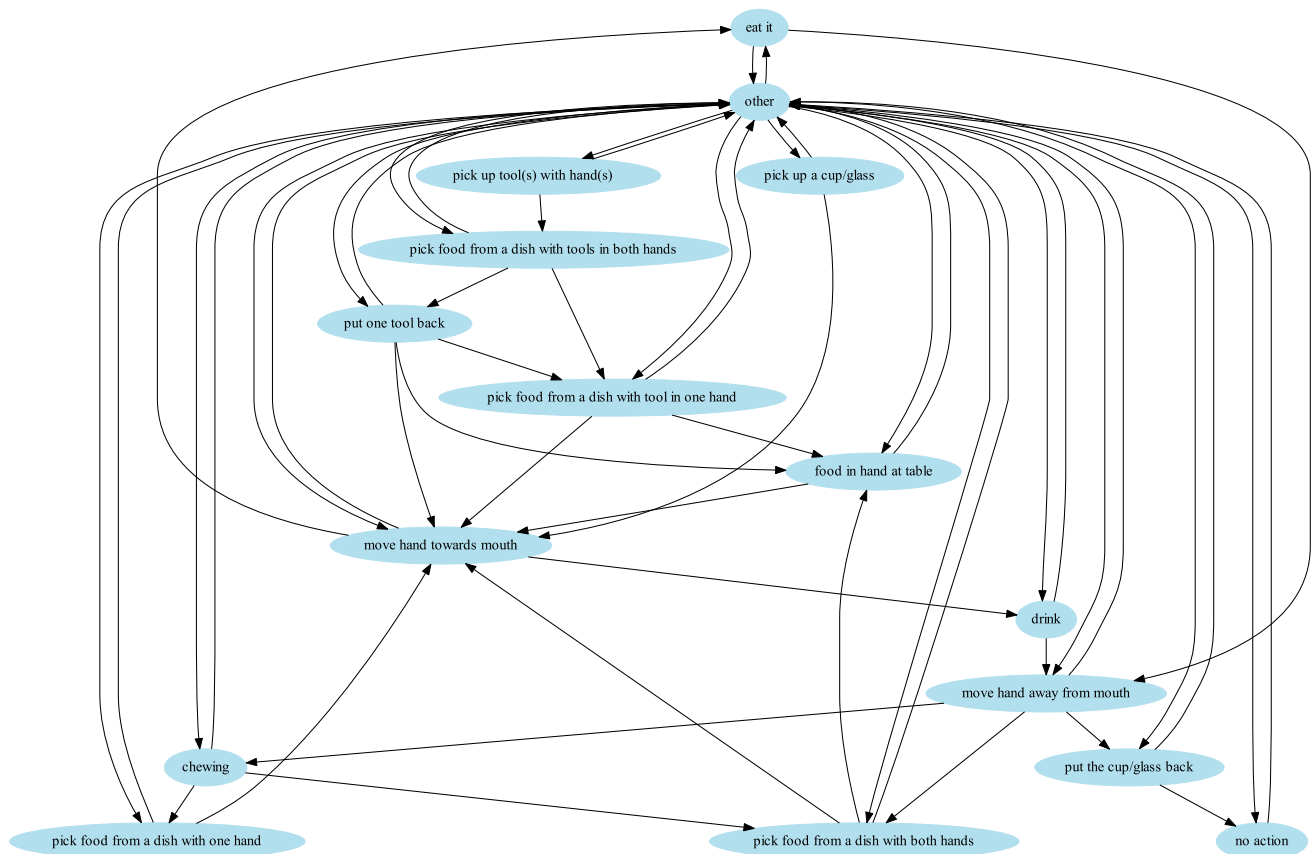 eat it
other
pick up tool(s) with hand(s)
pick up a cup/glass
pick food from a dish with tools in both hands
put one tool back
pick food from a dish with tool in one hand
food in hand at table
move hand towards mouth
drink
move hand away from mouth
chewing
put the cup/glass back
pick food from a dish with one hand
pick food from a dish with both hands
no action